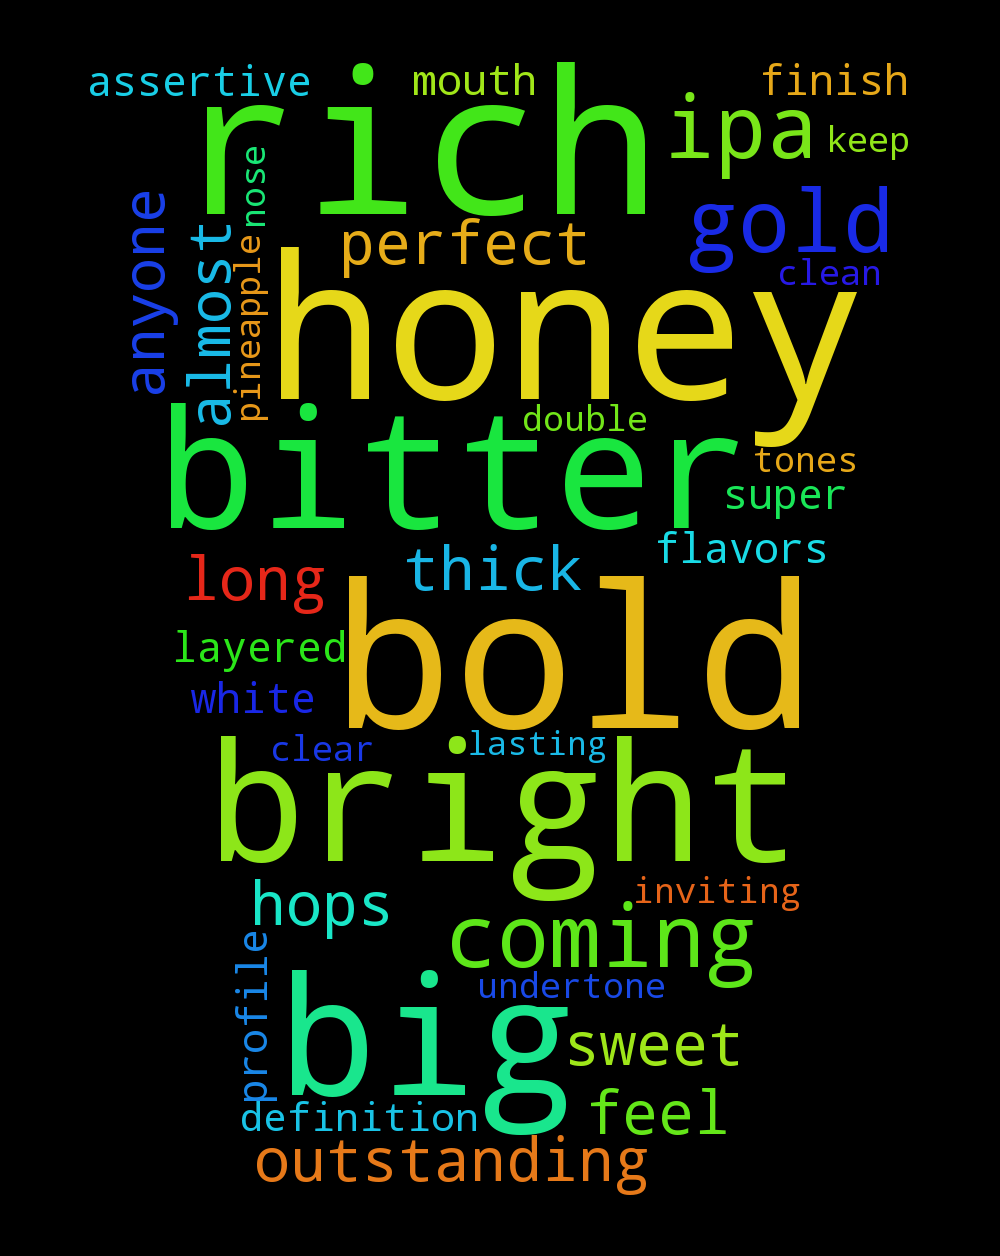 assertive
mouth
finish
rich
ipa
keep
nose
anyone
gold
almost
perfect
pineapple
clean
honey
bitter
double
tones
super
flavors
long
thick
bold
layered
white
clear
lasting
bright
hops
inviting
coming
profile
big
undertone
sweet
definition
feel
outstanding